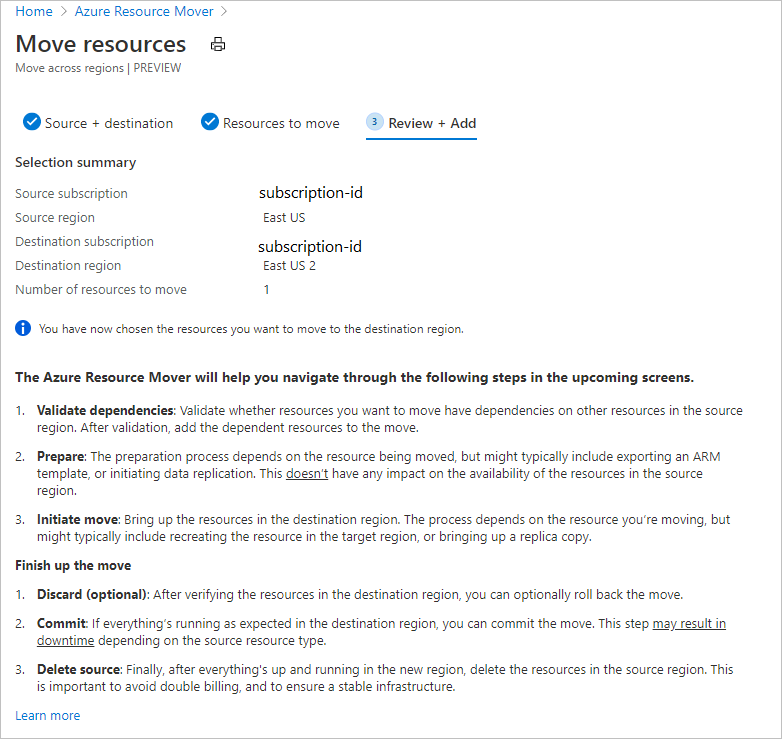 Home > Azure Resource Mover >
Move resources
Move across regions | PREVIEW
Source + destination Resources to move 3 Review + Add
Selection summary
Source subscription subscription-id
Source region East US
Destination subscription subscription-id
Destination region East US 2
Number of resources to move 1
You have now chosen the resources you want to move to the destination region.
The Azure Resource Mover will help you navigate through the following steps in the upcoming screens.
1. Validate dependencies: Validate whether resources you want to move have dependencies on other resources in the source
region. After validation, add the dependent resources to the move.
2. Prepare: The preparation process depends on the resource being moved, but might typically include exporting an ARM
template, or initiating data replication. This doesn't have any impact on the availability of the resources in the source
region.
3. Initiate move: Bring up the resources in the destination region. The process depends on the resource you're moving, but
might typically include recreating the resource in the target region, or bringing up a replica copy.
Finish up the move
1. Discard (optional): After verifying the resources in the destination region, you can optionally roll back the move.
2. Commit: If everything's running as expected in the destination region, you can commit the move. This step may result in
downtime depending on the source resource type.
3. Delete source: Finally, after everything's up and running in the new region, delete the resources in the source region. This
is important to avoid double billing, and to ensure a stable infrastructure.
Learn more